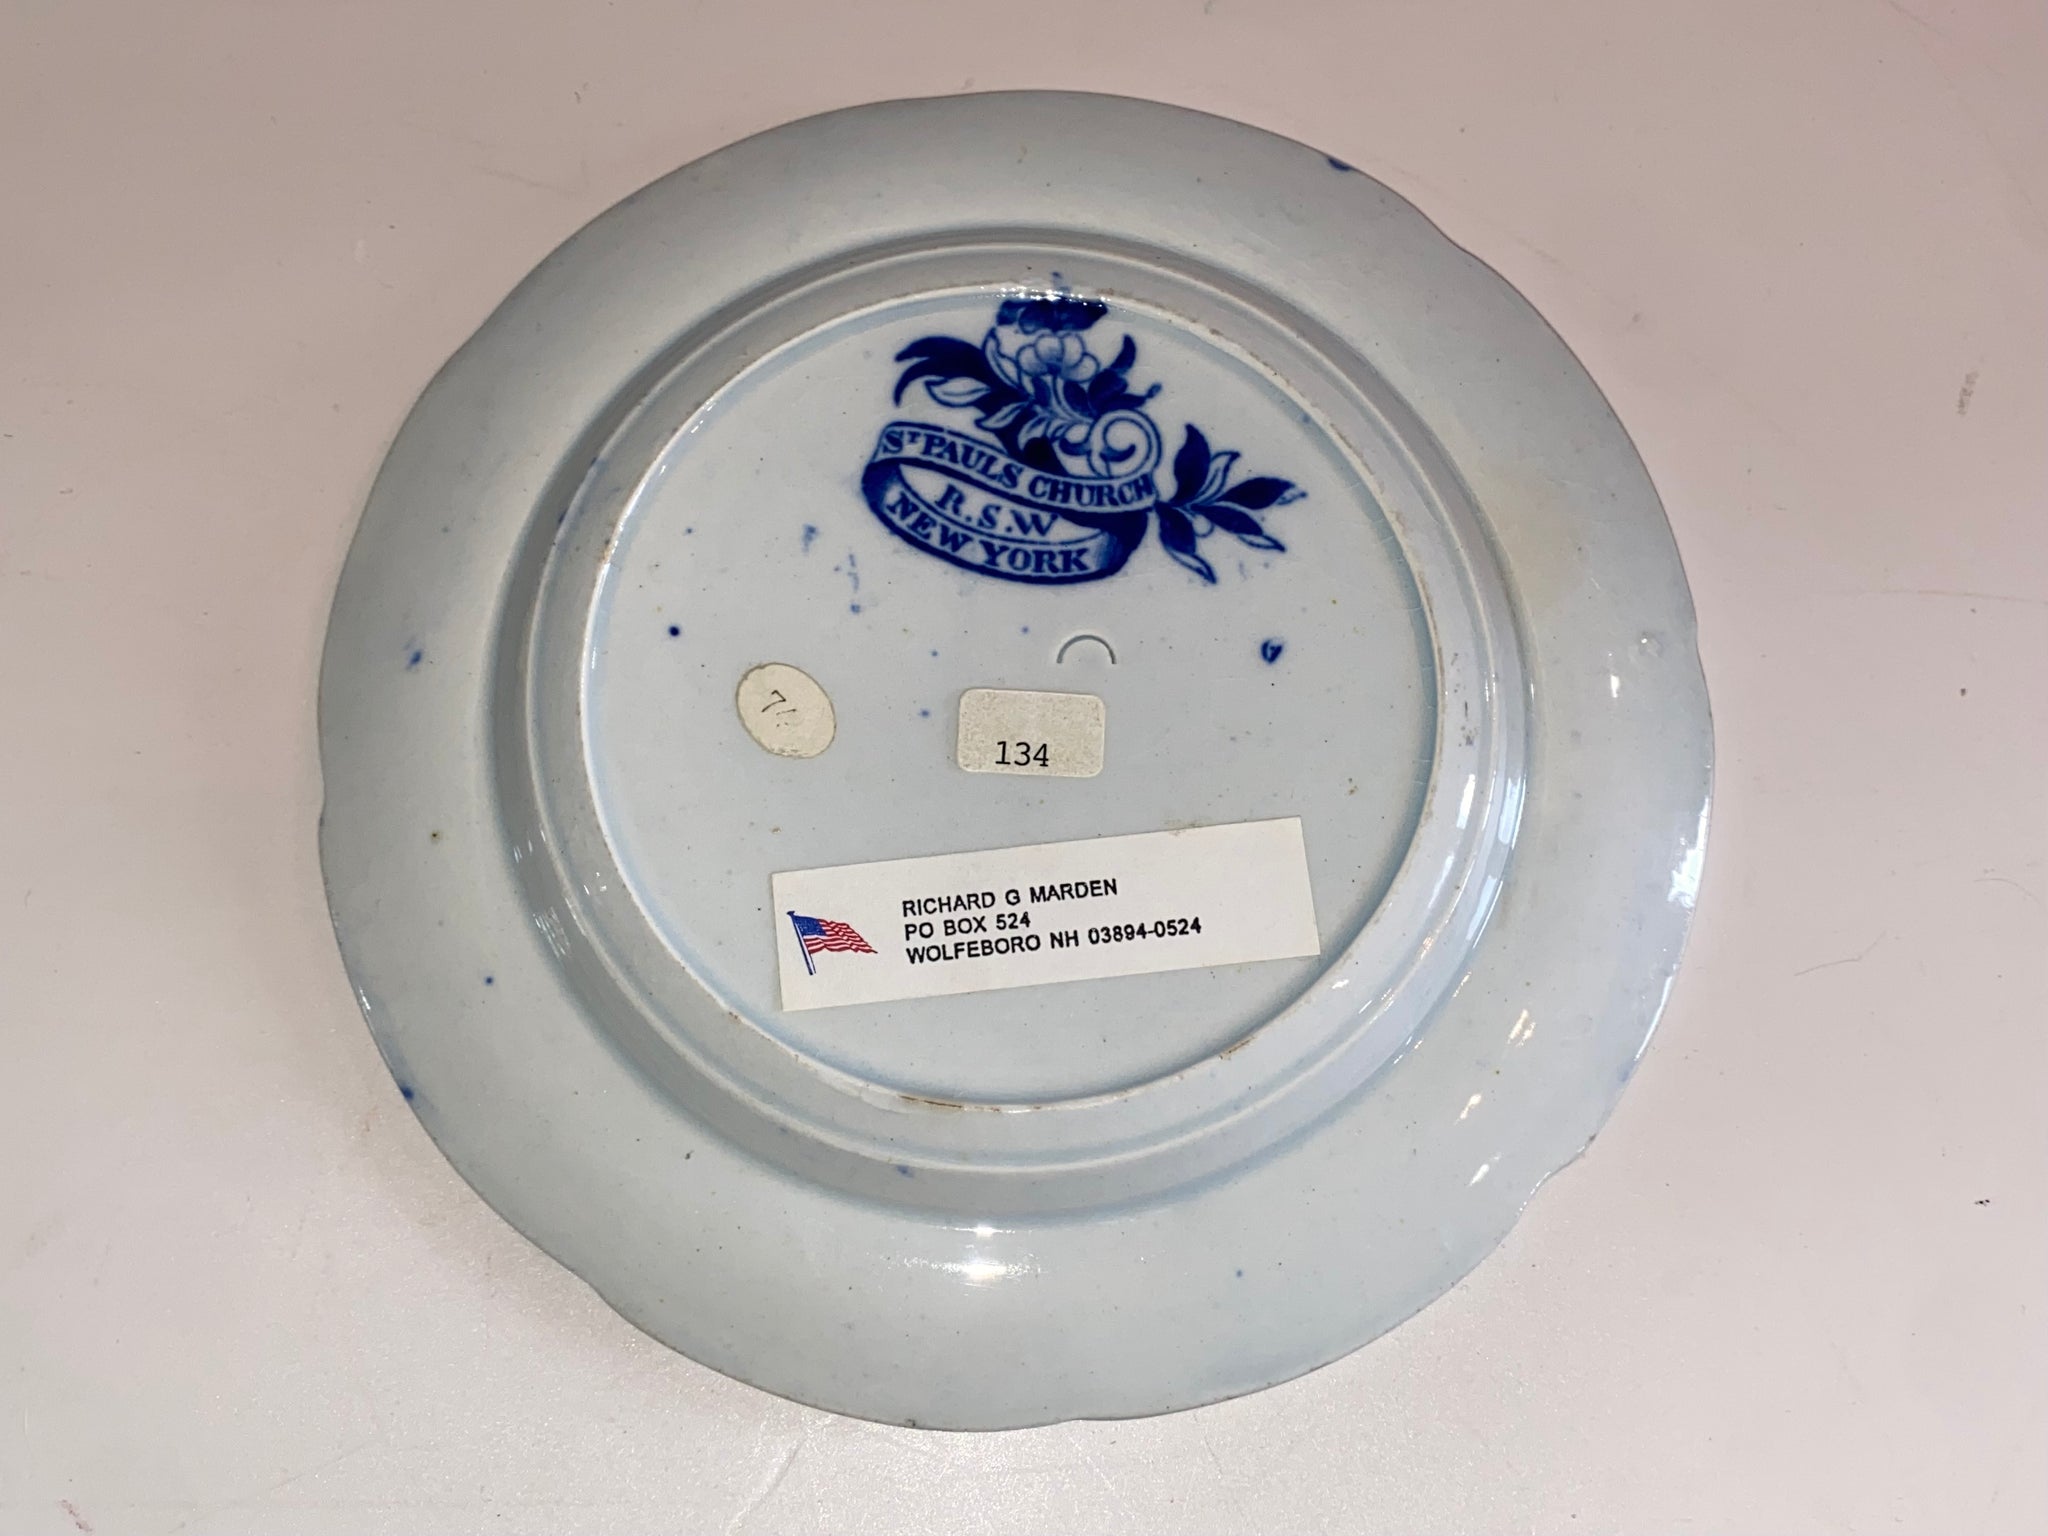 ST PAULS CHURCH
R.S.W
NEW YORK
134
RICHARD G MARDEN
PO BOX 524
WOLFEBORO NH 03894-0524